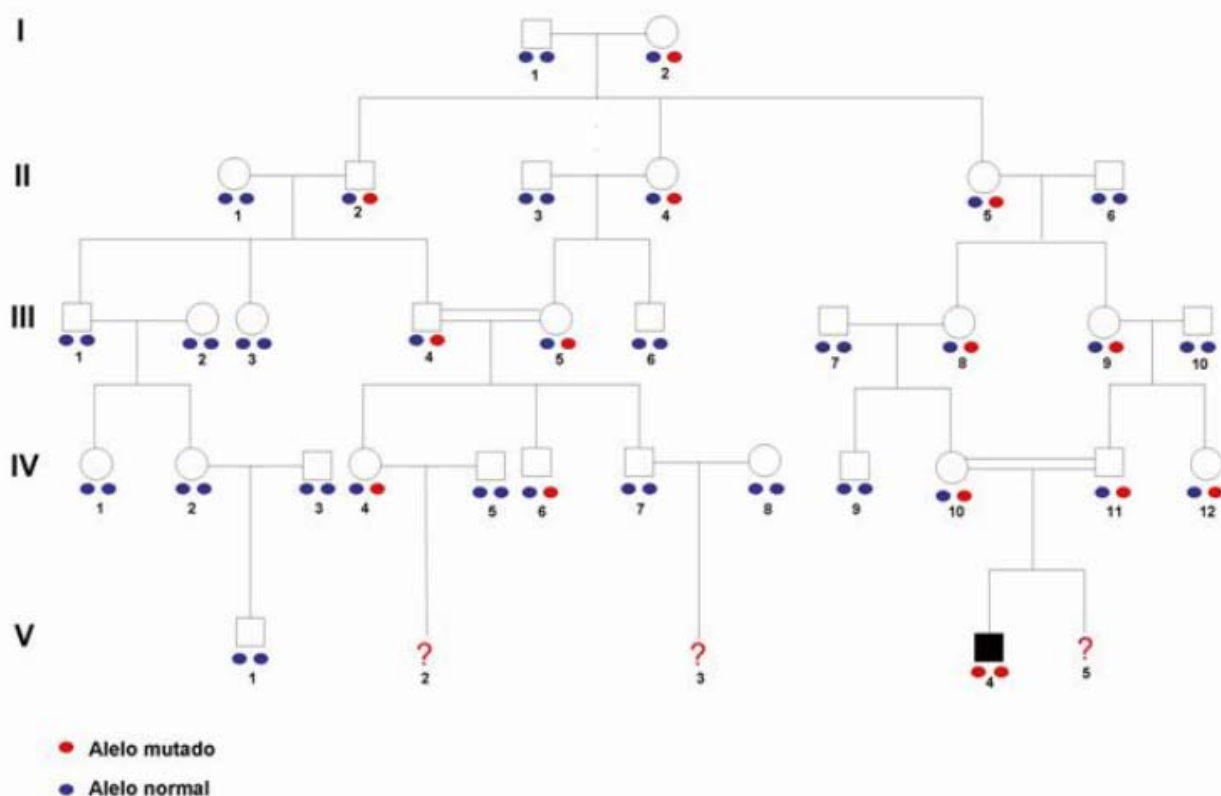 I
1 2
II
1 2 3 4 5 6
III
1 2 3 4 5 6 7 8 9 10
IV
1 2 3 4 5 6 7 8 9 10 11 12
V
? ? ?
1 2 3 4 5
Alelo mutado
Alelo normal